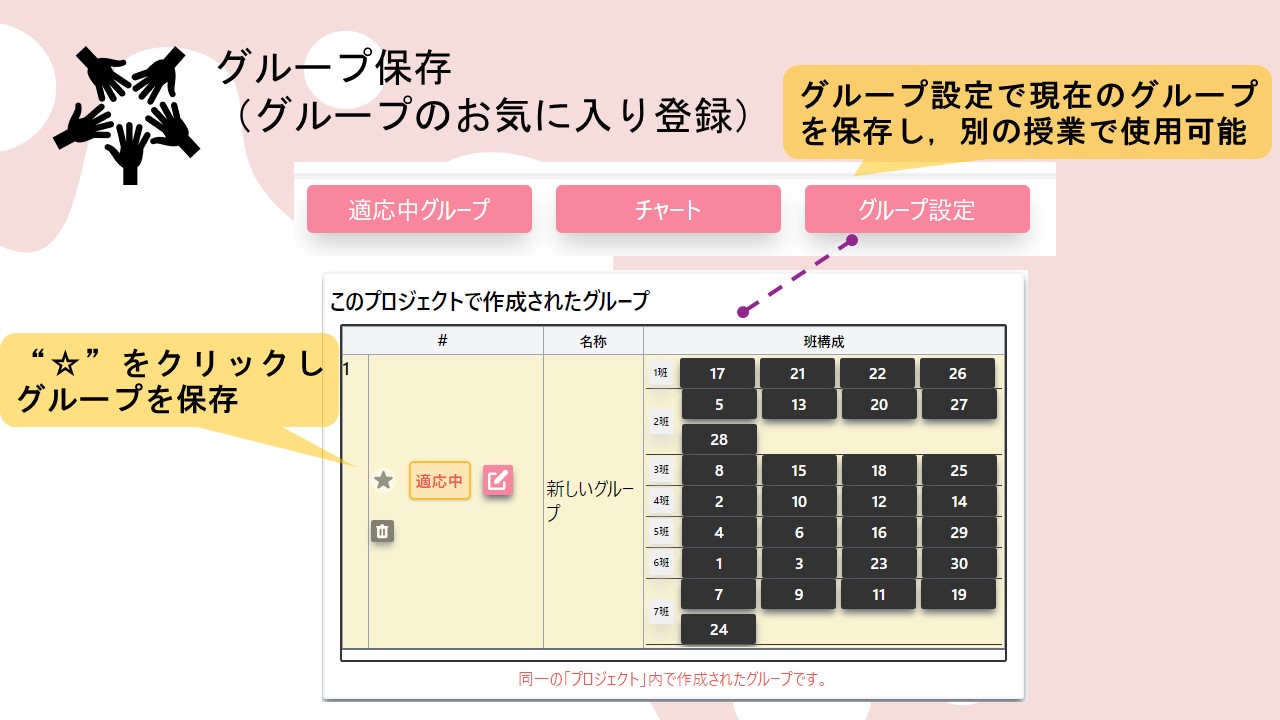 グループ保存
（グループのお気に入り登録）
グループ設定で現在のグループ
を保存し，別の授業で使用可能
適応中グループ
チャート
グループ設定
このプロジェクトで作成されたグループ
“☆”をクリックし
グループを保存
# 名称 班構成
1
適応中
新しいグルー
プ
1班 17 21 22 26
2班 5 13 20 27
28
3班 8 15 18 25
4班 2 10 12 14
5班 4 6 16 29
6班 1 3 23 30
7班 7 9 11 19
24
同一の「プロジェクト」内で作成されたグループです。